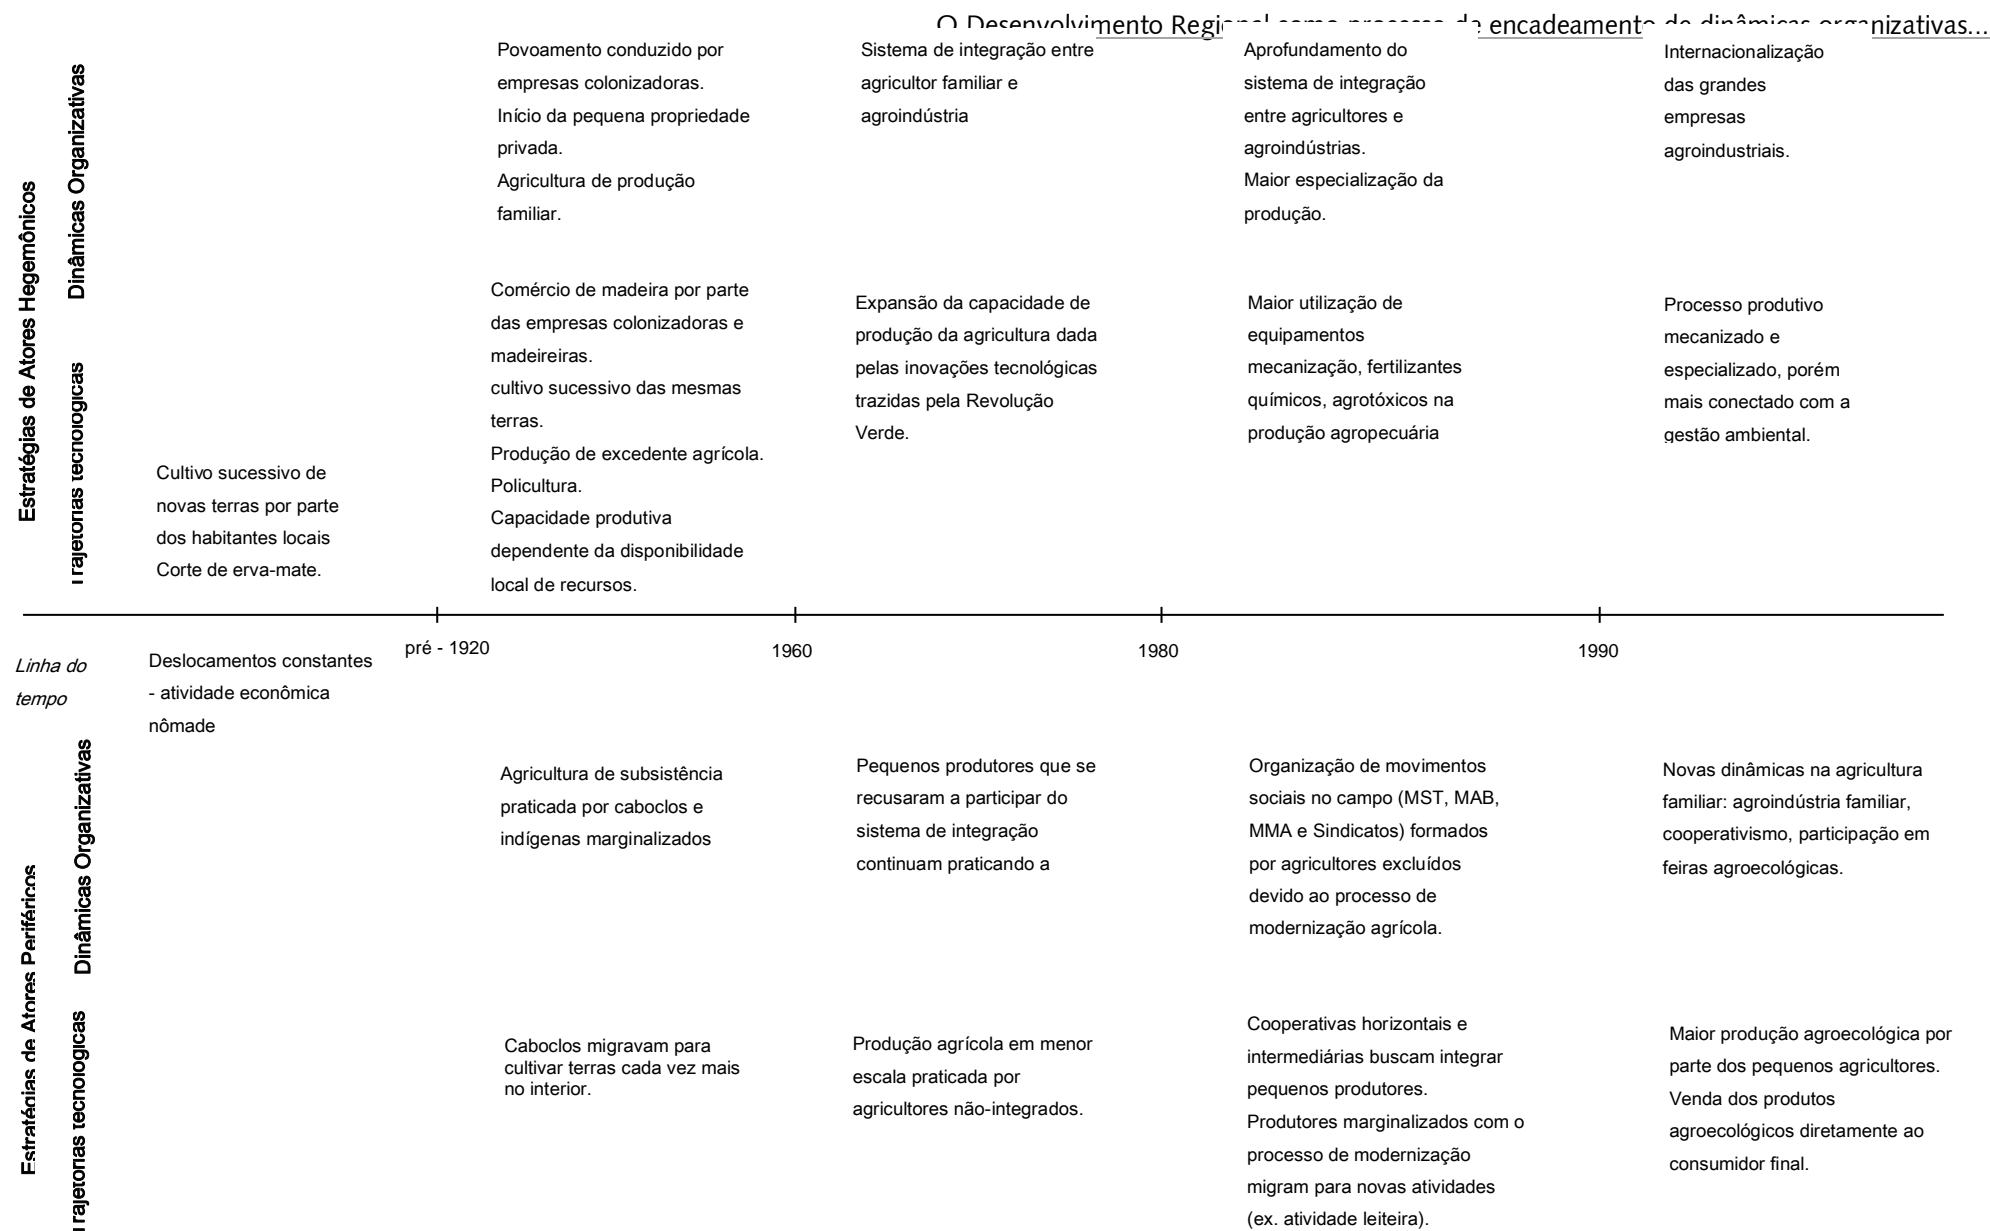 O Desenvolvimento Regional como processo de encadeamento de dinâmicas organizativas...
Estratégias de Atores Hegemônicos
Dinâmicas Organizativas
Povoamento conduzido por
empresas colonizadoras.
Início da pequena propriedade
privada.
Agricultura de produção
familiar.
Sistema de integração entre
agricultor familiar e
agroindústria
Aprofundamento do
sistema de integração
entre agricultores e
agroindústrias.
Maior especialização da
produção.
Internacionalização
das grandes
empresas
agroindustriais.
Trajetórias tecnológicas
Cultivo sucessivo de
novas terras por parte
dos habitantes locais
Corte de erva-mate.
Comércio de madeira por parte
das empresas colonizadoras e
madeireiras.
cultivo sucessivo das mesmas
terras.
Produção de excedente agrícola.
Policultura.
Capacidade produtiva
dependente da disponibilidade
local de recursos.
Expansão da capacidade de
produção da agricultura dada
pelas inovações tecnológicas
trazidas pela Revolução
Verde.
Maior utilização de
equipamentos
mecanização, fertilizantes
químicos, agrotóxicos na
produção agropecuária
Processo produtivo
mecanizado e
especializado, porém
mais conectado com a
gestão ambiental.
Linha do
tempo
pré - 1920
1960
1980
1990
Deslocamentos constantes
- atividade econômica
nômade
Estratégias de Atores Periféricos
Dinâmicas Organizativas
Agricultura de subsistência
praticada por caboclos e
indígenas marginalizados
Pequenos produtores que se
recusaram a participar do
sistema de integração
continuam praticando a
Organização de movimentos
sociais no campo (MST, MAB,
MMA e Sindicatos) formados
por agricultores excluídos
devido ao processo de
modernização agrícola.
Novas dinâmicas na agricultura
familiar: agroindústria familiar,
cooperativismo, participação em
feiras agroecológicas.
Trajetórias tecnológicas
Caboclos migravam para
cultivar terras cada vez mais
no interior.
Produção agrícola em menor
escala praticada por
agricultores não-integrados.
Cooperativas horizontais e
intermediárias buscam integrar
pequenos produtores.
Produtores marginalizados com o
processo de modernização
migram para novas atividades
(ex. atividade leiteira).
Maior produção agroecológica por
parte dos pequenos agricultores.
Venda dos produtos
agroecológicos diretamente ao
consumidor final.